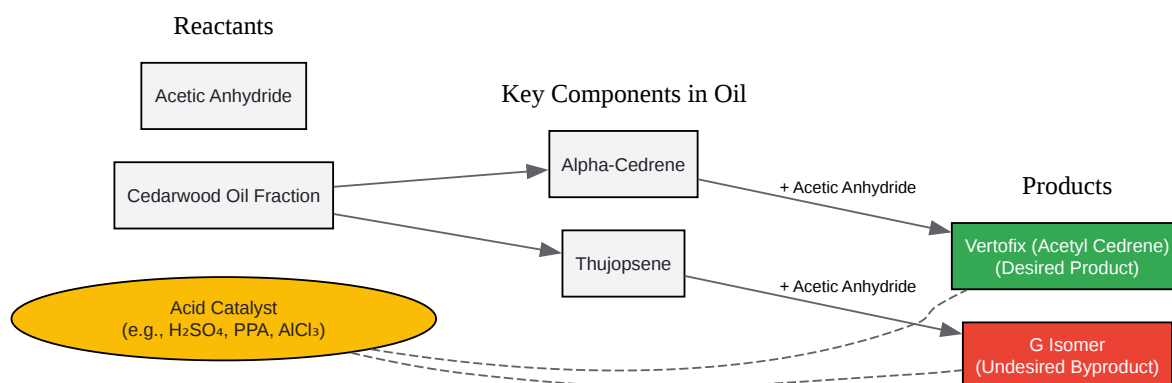 Reactants
Acetic Anhydride
Cedarwood Oil Fraction
Acid Catalyst
(e.g., H₂SO₄, PPA, AlCl₃)
Key Components in Oil
Alpha-Cedrene
Thujopsene
+ Acetic Anhydride
+ Acetic Anhydride
Products
Vertofix (Acetyl Cedrene)
(Desired Product)
G Isomer
(Undesired Byproduct)